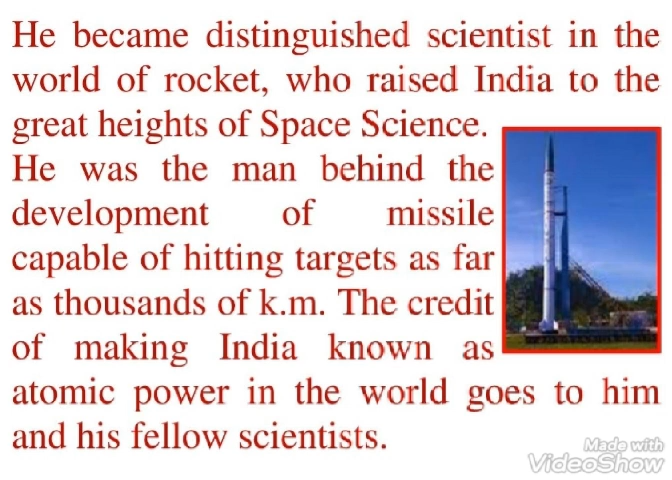 He became distinguished scientist in the
world of rocket, who raised India to the
great heights of Space Science.
He was the man behind the
development of missile
capable of hitting targets as far
as thousands of k.m. The credit
of making India known as
atomic power in the world goes to him
and his fellow scientists.
Made with
VideoShow